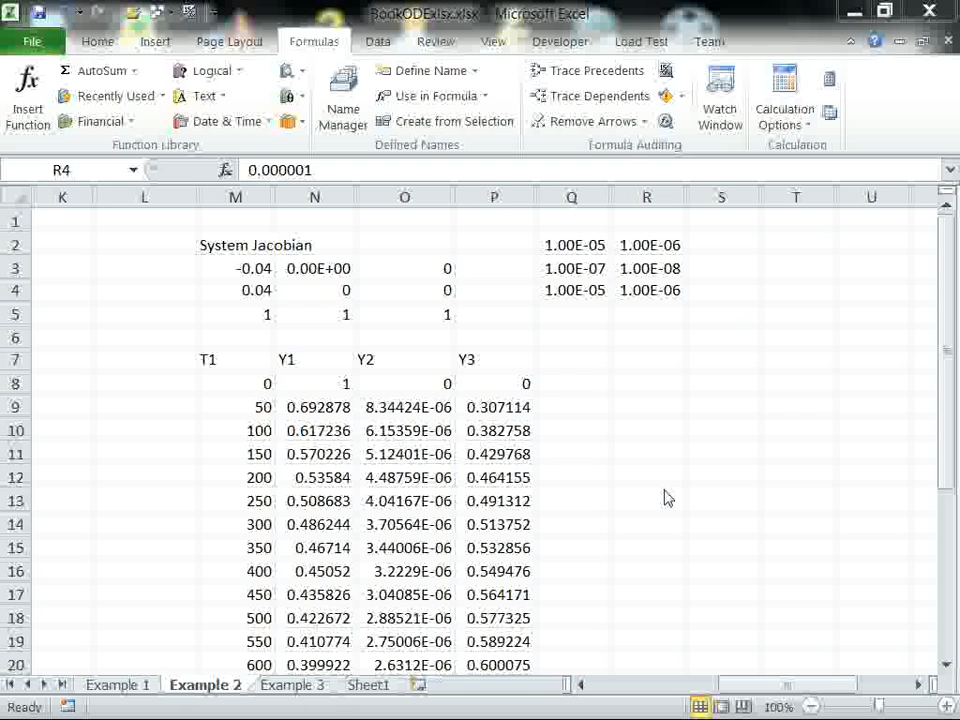 BookODExlsx.xlsx - Microsoft Excel
File Home Insert Page Layout Formulas Data Review View Developer Load Test Team
fx Σ AutoSum Logical Define Name Trace Precedents
Insert Function Recently Used Text Name Manager Use in Formula Trace Dependents Watch Window Calculation Options
Financial Date & Time Create from Selection Remove Arrows
Function Library Defined Names Formula Auditing Calculation
R4 fx 0.000001
K L M N O P Q R S T U
1
2 System Jacobian 1.00E-05 1.00E-06
3 -0.04 0.00E+00 0 1.00E-07 1.00E-08
4 0.04 0 0 1.00E-05 1.00E-06
5 1 1 1
6
7 T1 Y1 Y2 Y3
8 0 1 0 0
9 50 0.692878 8.34424E-06 0.307114
10 100 0.617236 6.15359E-06 0.382758
11 150 0.570226 5.12401E-06 0.429768
12 200 0.53584 4.48759E-06 0.464155
13 250 0.508683 4.04167E-06 0.491312
14 300 0.486244 3.70564E-06 0.513752
15 350 0.46714 3.44006E-06 0.532856
16 400 0.45052 3.2229E-06 0.549476
17 450 0.435826 3.04085E-06 0.564171
18 500 0.422672 2.88521E-06 0.577325
19 550 0.410774 2.75006E-06 0.589224
20 600 0.399922 2.6312E-06 0.600075
Example 1 Example 2 Example 3 Sheet1
Ready 100%